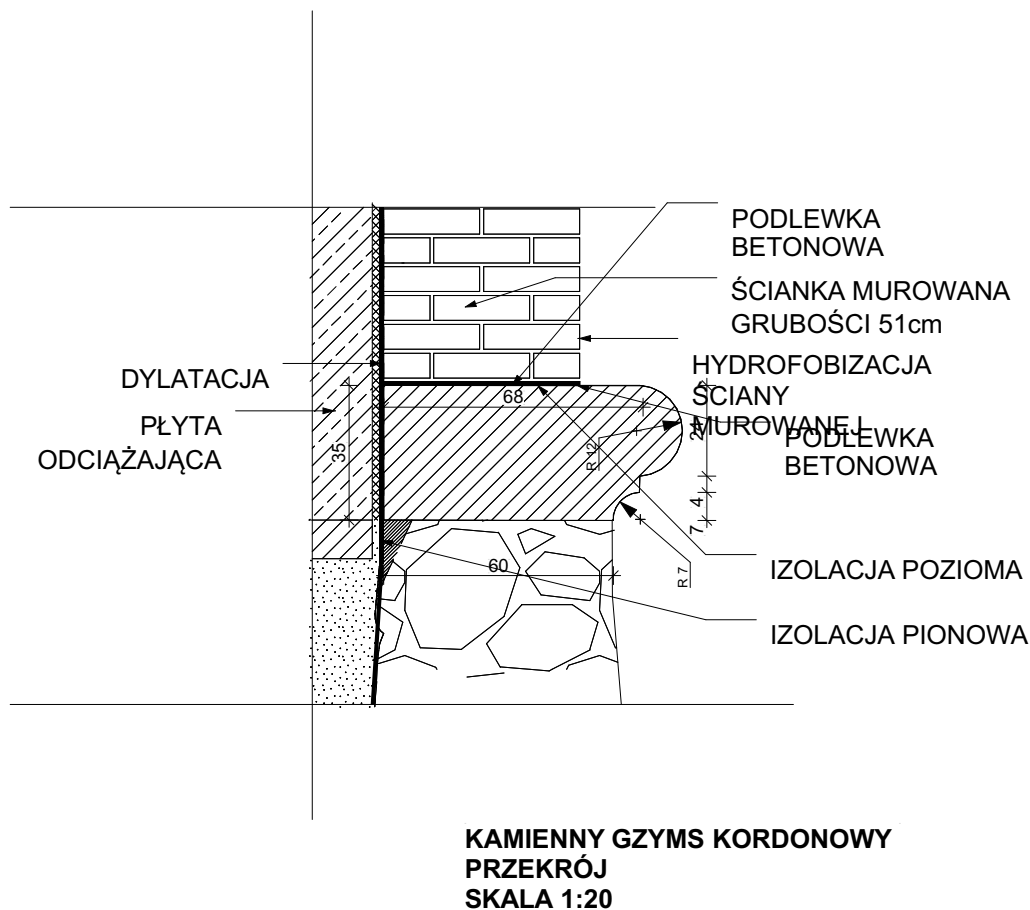 PODLEWKA
BETONOWA
ŚCIANKA MUROWANA
GRUBOŚCI 51cm
HYDROFOBIZACJA
ŚCIANY
MUROWANEJ
DYLATACJA
PŁYTA
ODCIĄŻAJĄCA
68
35
R 12
24
PODLEWKA
BETONOWA
4
7
60
R 7
IZOLACJA POZIOMA
IZOLACJA PIONOWA
KAMIENNY GZYMS KORDONOWY
PRZEKRÓJ
SKALA 1:20